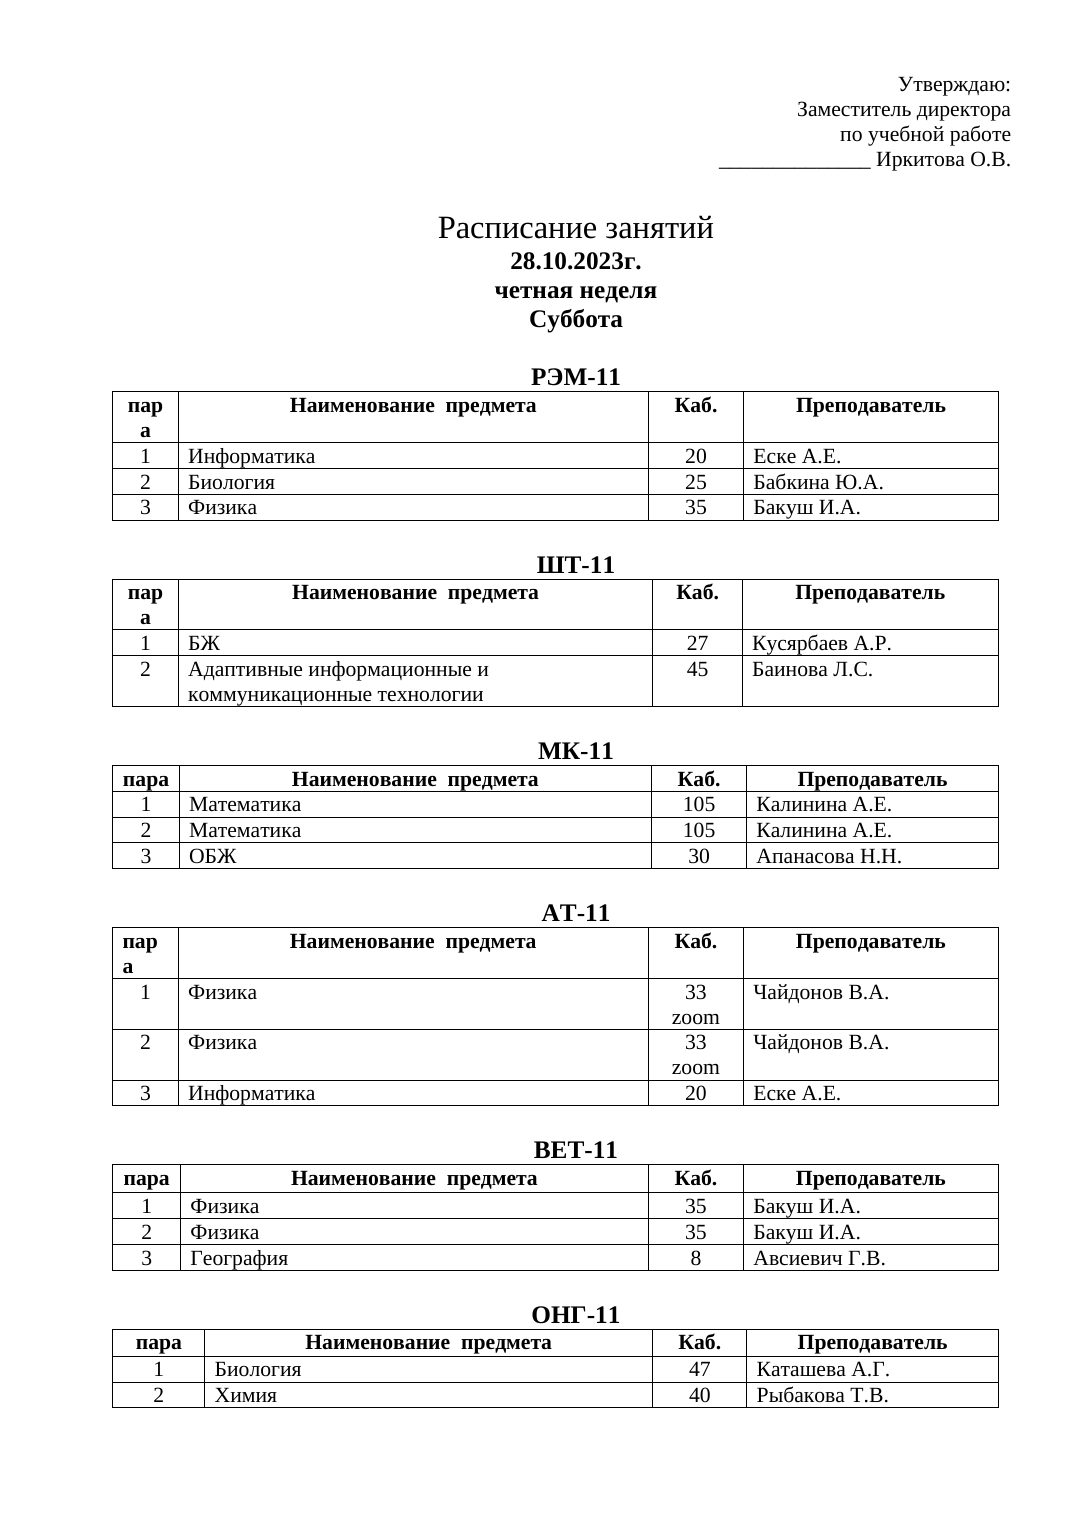 Утверждаю:
Заместитель директора
по учебной работе
______________ Иркитова О.В.
Расписание занятий
28.10.2023г.
четная неделя
Суббота
РЭМ-11
пар
а Наименование предмета Каб. Преподаватель
1 Информатика 20 Еске А.Е.
2 Биология 25 Бабкина Ю.А.
3 Физика 35 Бакуш И.А.
ШТ-11
пар
а Наименование предмета Каб. Преподаватель
1 БЖ 27 Кусярбаев А.Р.
2 Адаптивные информационные и
коммуникационные технологии 45 Баинова Л.С.
МК-11
пара Наименование предмета Каб. Преподаватель
1 Математика 105 Калинина А.Е.
2 Математика 105 Калинина А.Е.
3 ОБЖ 30 Апанасова Н.Н.
АТ-11
пар
а Наименование предмета Каб. Преподаватель
1 Физика 33
zoom Чайдонов В.А.
2 Физика 33
zoom Чайдонов В.А.
3 Информатика 20 Еске А.Е.
ВЕТ-11
пара Наименование предмета Каб. Преподаватель
1 Физика 35 Бакуш И.А.
2 Физика 35 Бакуш И.А.
3 География 8 Авсиевич Г.В.
ОНГ-11
пара Наименование предмета Каб. Преподаватель
1 Биология 47 Каташева А.Г.
2 Химия 40 Рыбакова Т.В.